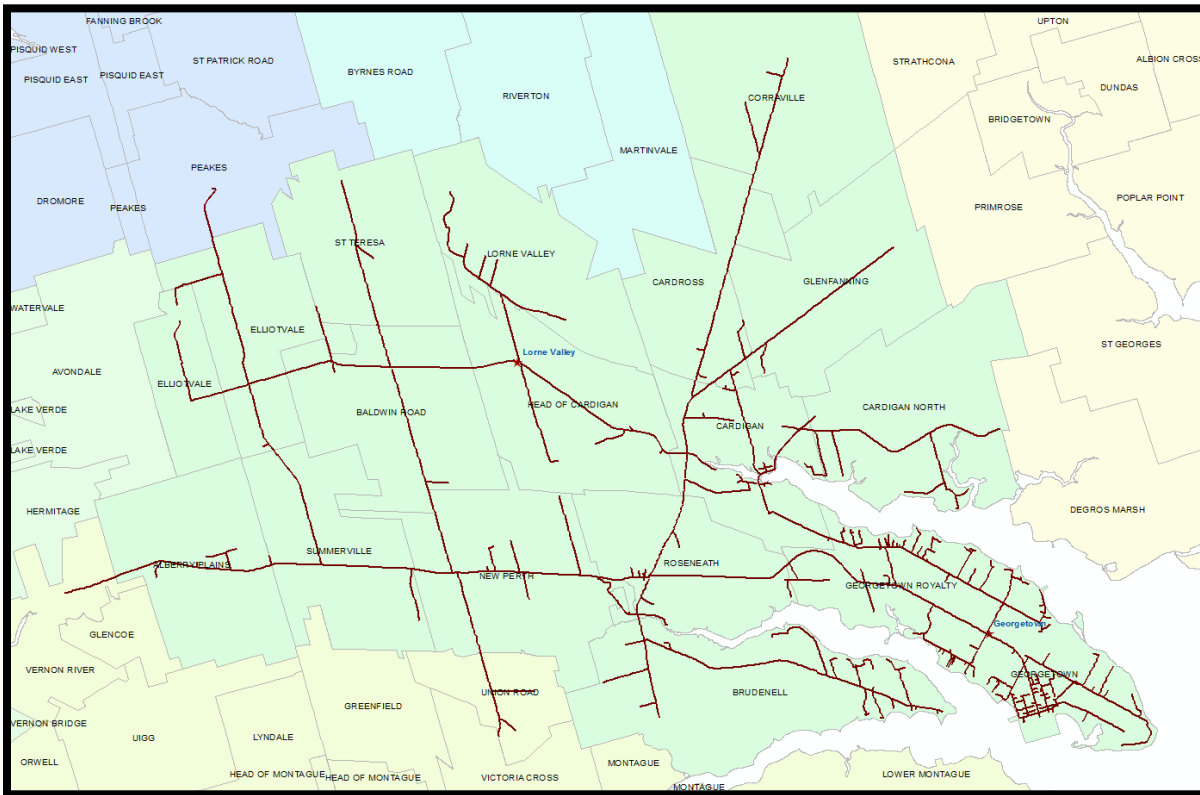 FANNING BROOK
UPTON
PISQUID WEST
ST PATRICK ROAD
STRATHCONA
ALBION CROSS
BYRNES ROAD
PISQUID EAST
PISQUID EAST
DUNDAS
RIVERTON
CORRAVILLE
BRIDGETOWN
MARTINVALE
PEAKES
DROMORE
PEAKES
PRIMROSE
POPLAR POINT
ST TERESA
LORNE VALLEY
CARDROSS
GLENFANNING
WATERVALE
ELLIOTVALE
ST GEORGES
Lorne Valley
AVONDALE
ELLIOTVALE
LAKE VERDE
BALDWIN ROAD
HEAD OF CARDIGAN
CARDIGAN NORTH
CARDIGAN
LAKE VERDE
HERMITAGE
DEGROS MARSH
SUMMERVILLE
ALBERRY PLAINS
ROSENEATH
NEW PERTH
GEORGETOWN ROYALTY
Georgetown
GLENCOE
VERNON RIVER
GEORGETOWN
UNION ROAD
BRUDENELL
GREENFIELD
VERNON BRIDGE
UIGG
LYNDALE
ORWELL
HEAD OF MONTAGUE
HEAD OF MONTAGUE
VICTORIA CROSS
MONTAGUE
LOWER MONTAGUE
MONTAGUE